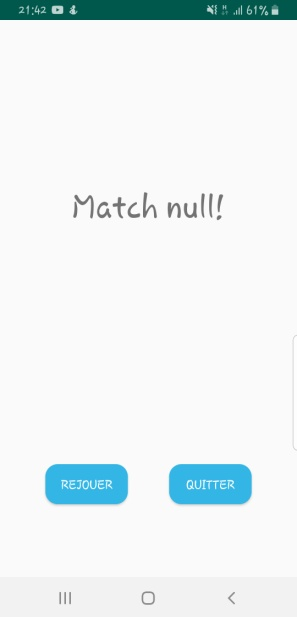 21:42 61%
Match null!
REJOUER QUITTER